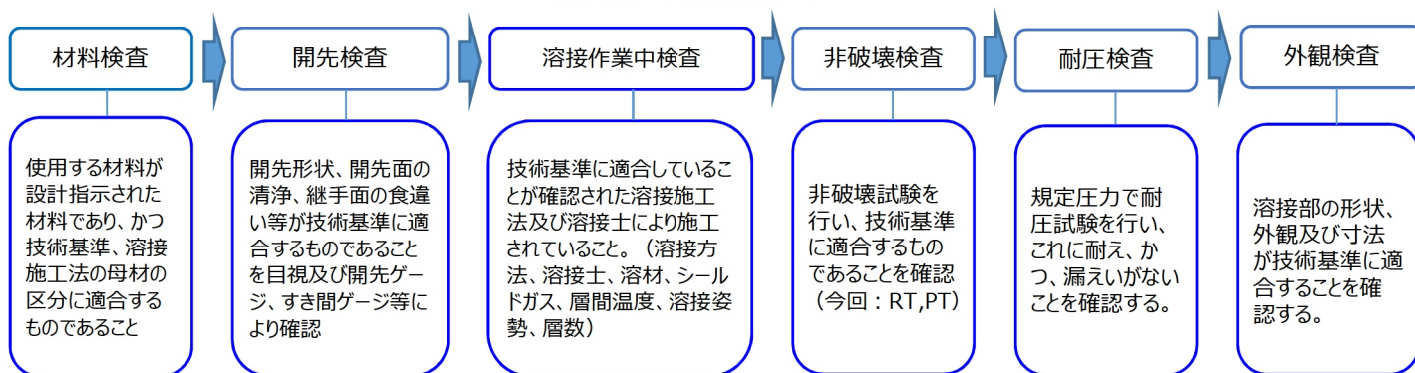 材料検査
開先検査
溶接作業中検査
非破壊検査
耐圧検査
外観検査
使用する材料が
設計指示された
材料であり、かつ
技術基準、溶接
施工法の母材の
区分に適合する
ものであること
開先形状、開先面の
清浄、継手面の食違
い等が技術基準に適
合するものであること
を目視及び開先ゲー
ジ、すき間ゲージ等に
より確認
技術基準に適合しているこ
とが確認された溶接施工
法及び溶接士により施工
されていること。（溶接方
法、溶接士、溶材、シール
ドガス、層間温度、溶接姿
勢、層数）
非破壊試験を
行い、技術基準
に適合するもの
であることを確認
（今回：RT,PT）
規定圧力で耐
圧試験を行い、
これに耐え、か
つ、漏えいがない
ことを確認する。
溶接部の形状、
外観及び寸法
が技術基準に適
合することを確
認する。